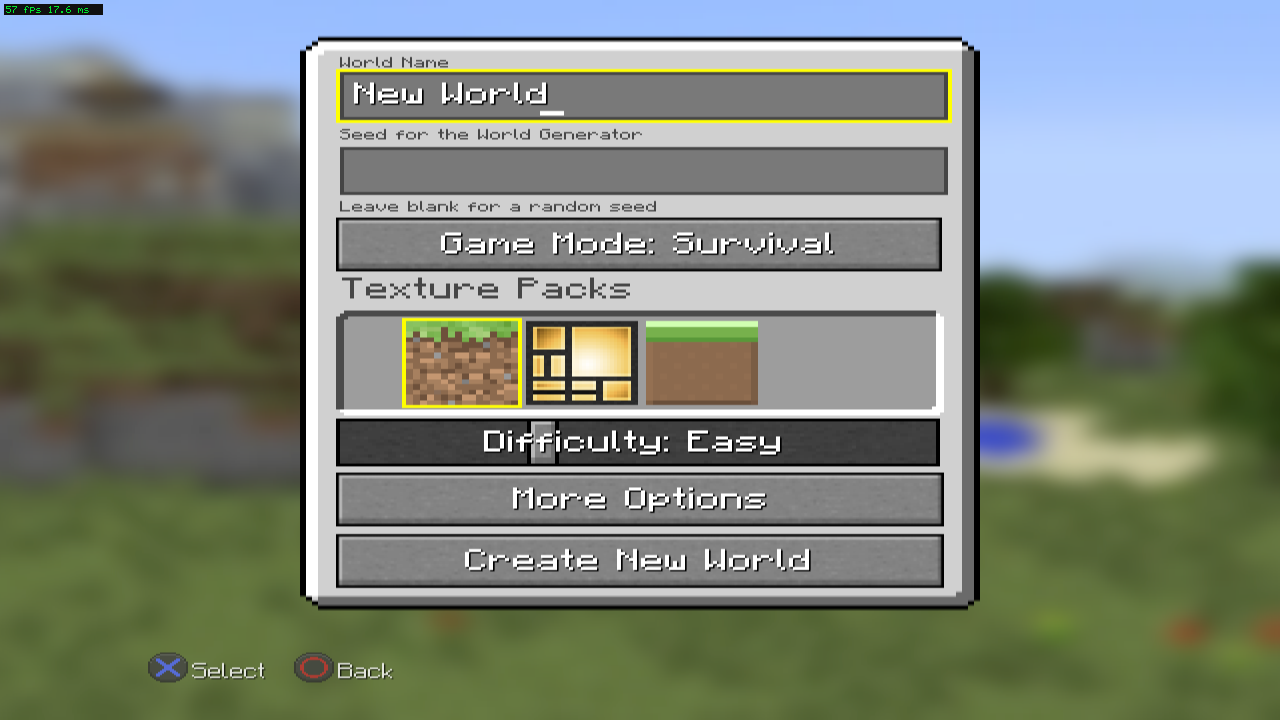 57 fps 17.6 ms
World Name
New World_
Seed for the World Generator
Leave blank for a random seed
Game Mode: Survival
Texture Packs
Difficulty: Easy
More Options
Create New World
Select Back